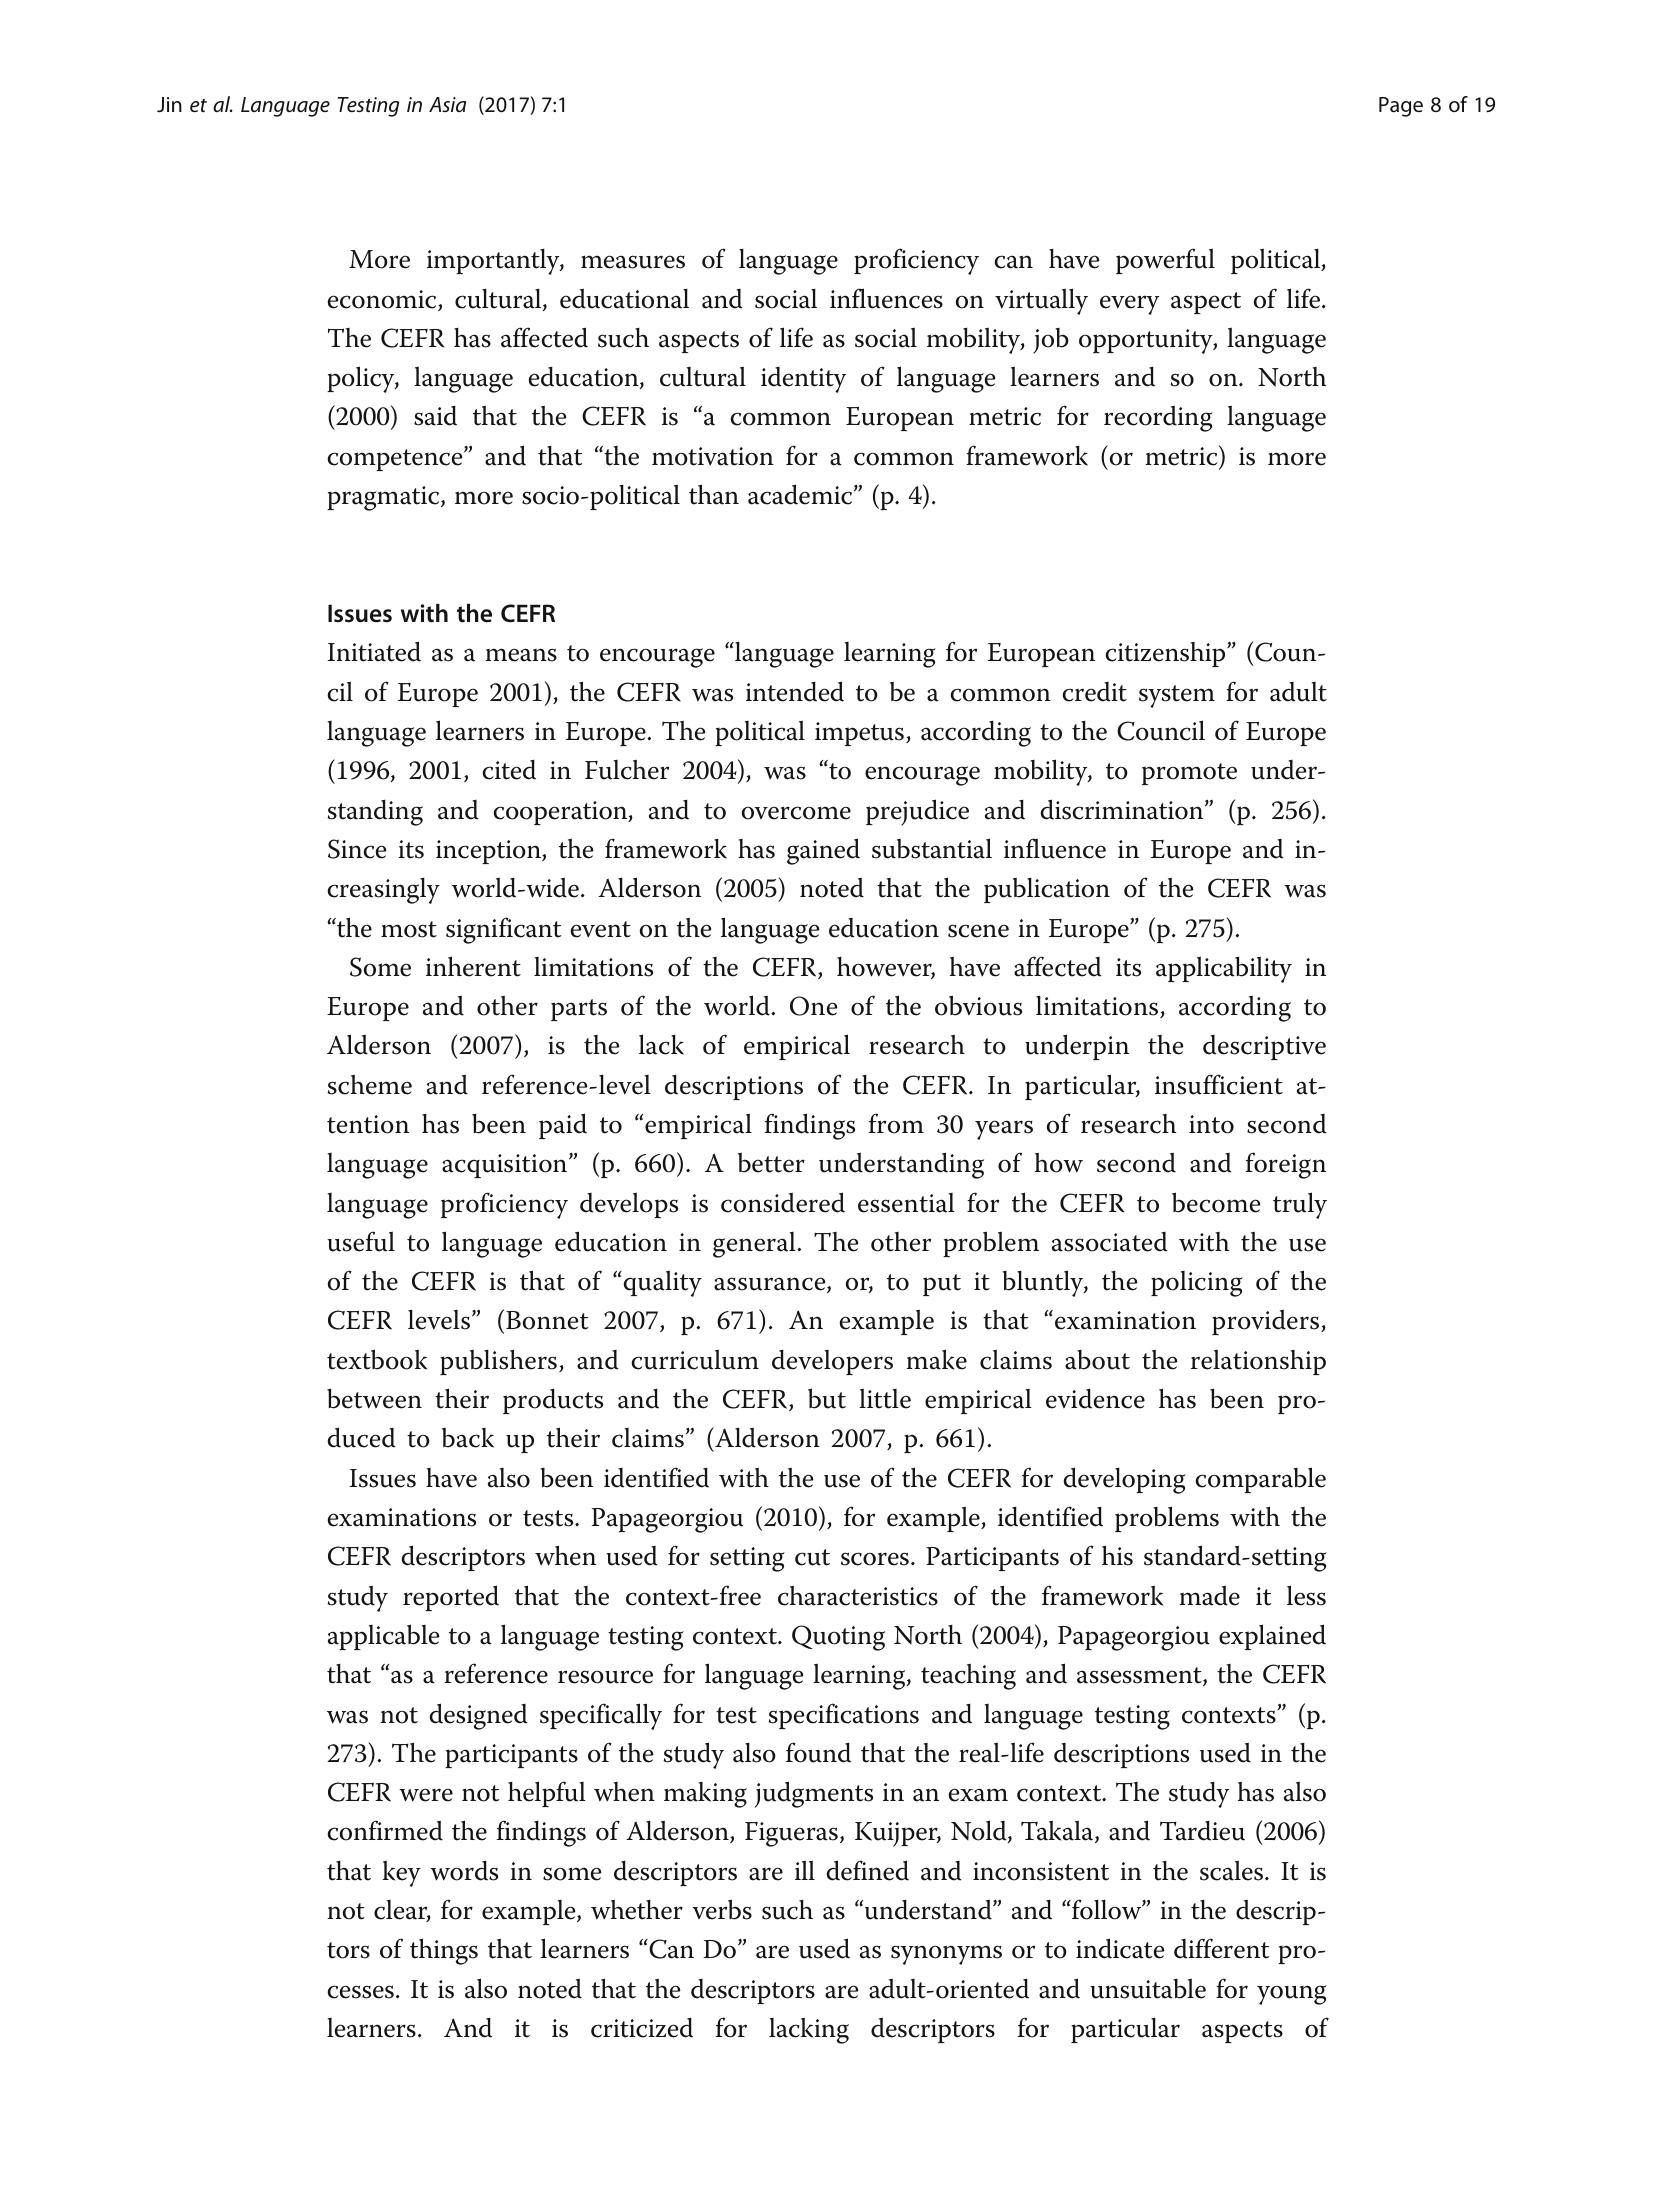 Jin et al. Language Testing in Asia (2017) 7:1
Page 8 of 19
More importantly, measures of language proficiency can have powerful political,
economic, cultural, educational and social influences on virtually every aspect of life.
The CEFR has affected such aspects of life as social mobility, job opportunity, language
policy, language education, cultural identity of language learners and so on. North
(2000) said that the CEFR is “a common European metric for recording language
competence” and that “the motivation for a common framework (or metric) is more
pragmatic, more socio-political than academic” (p. 4).
Issues with the CEFR
Initiated as a means to encourage “language learning for European citizenship” (Coun-
cil of Europe 2001), the CEFR was intended to be a common credit system for adult
language learners in Europe. The political impetus, according to the Council of Europe
(1996, 2001, cited in Fulcher 2004), was “to encourage mobility, to promote under-
standing and cooperation, and to overcome prejudice and discrimination” (p. 256).
Since its inception, the framework has gained substantial influence in Europe and in-
creasingly world-wide. Alderson (2005) noted that the publication of the CEFR was
“the most significant event on the language education scene in Europe” (p. 275).
Some inherent limitations of the CEFR, however, have affected its applicability in
Europe and other parts of the world. One of the obvious limitations, according to
Alderson (2007), is the lack of empirical research to underpin the descriptive
scheme and reference-level descriptions of the CEFR. In particular, insufficient at-
tention has been paid to “empirical findings from 30 years of research into second
language acquisition” (p. 660). A better understanding of how second and foreign
language proficiency develops is considered essential for the CEFR to become truly
useful to language education in general. The other problem associated with the use
of the CEFR is that of “quality assurance, or, to put it bluntly, the policing of the
CEFR levels” (Bonnet 2007, p. 671). An example is that “examination providers,
textbook publishers, and curriculum developers make claims about the relationship
between their products and the CEFR, but little empirical evidence has been pro-
duced to back up their claims” (Alderson 2007, p. 661).
Issues have also been identified with the use of the CEFR for developing comparable
examinations or tests. Papageorgiou (2010), for example, identified problems with the
CEFR descriptors when used for setting cut scores. Participants of his standard-setting
study reported that the context-free characteristics of the framework made it less
applicable to a language testing context. Quoting North (2004), Papageorgiou explained
that “as a reference resource for language learning, teaching and assessment, the CEFR
was not designed specifically for test specifications and language testing contexts” (p.
273). The participants of the study also found that the real-life descriptions used in the
CEFR were not helpful when making judgments in an exam context. The study has also
confirmed the findings of Alderson, Figueras, Kuijper, Nold, Takala, and Tardieu (2006)
that key words in some descriptors are ill defined and inconsistent in the scales. It is
not clear, for example, whether verbs such as “understand” and “follow” in the descrip-
tors of things that learners “Can Do” are used as synonyms or to indicate different pro-
cesses. It is also noted that the descriptors are adult-oriented and unsuitable for young
learners. And it is criticized for lacking descriptors for particular aspects of